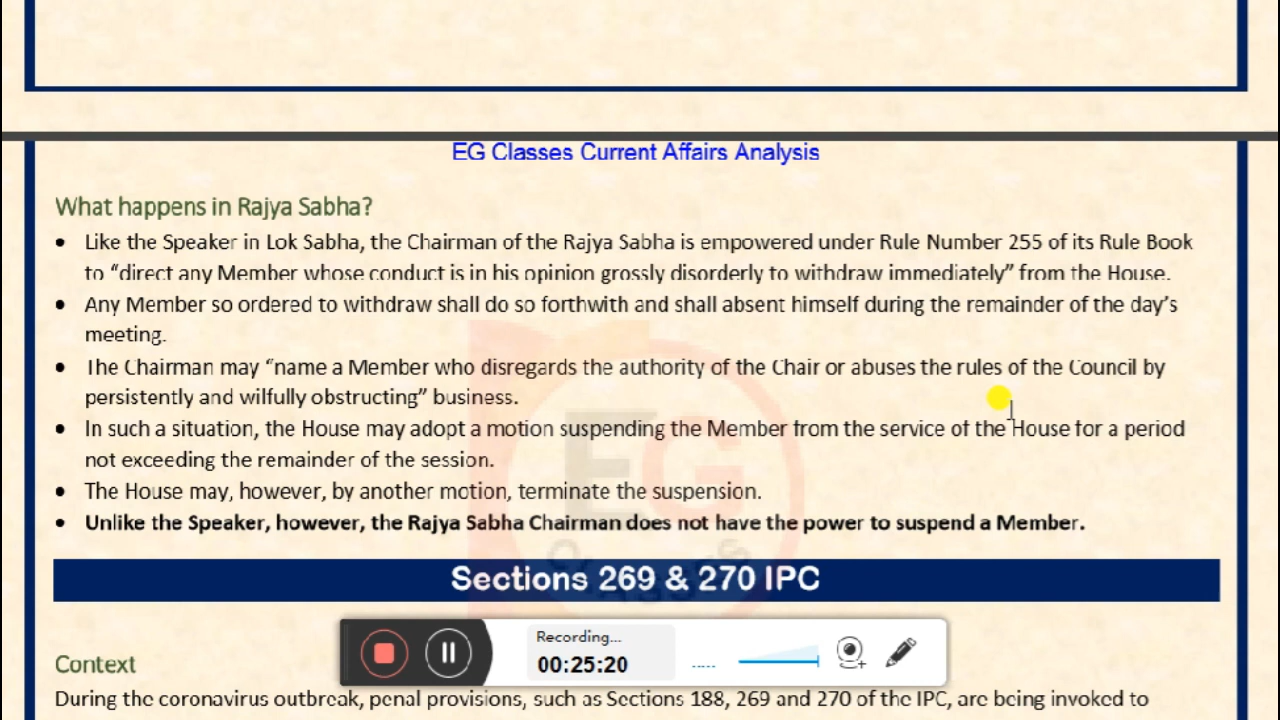 EG Classes Current Affairs Analysis
What happens in Rajya Sabha?
• Like the Speaker in Lok Sabha, the Chairman of the Rajya Sabha is empowered under Rule Number 255 of its Rule Book
to “direct any Member whose conduct is in his opinion grossly disorderly to withdraw immediately” from the House.
• Any Member so ordered to withdraw shall do so forthwith and shall absent himself during the remainder of the day’s
meeting.
• The Chairman may “name a Member who disregards the authority of the Chair or abuses the rules of the Council by
persistently and wilfully obstructing” business.
• In such a situation, the House may adopt a motion suspending the Member from the service of the House for a period
not exceeding the remainder of the session.
• The House may, however, by another motion, terminate the suspension.
• Unlike the Speaker, however, the Rajya Sabha Chairman does not have the power to suspend a Member.
EG
CLASSES
Sections 269 & 270 IPC
Recording...
00:25:20
Context
During the coronavirus outbreak, penal provisions, such as Sections 188, 269 and 270 of the IPC, are being invoked to